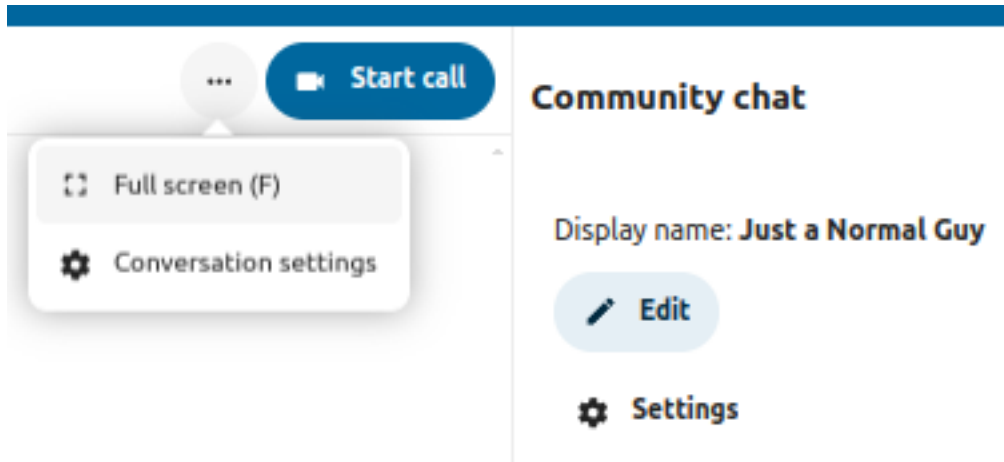 Start call
Full screen (F)
Conversation settings
Community chat
Display name: Just a Normal Guy
Edit
Settings